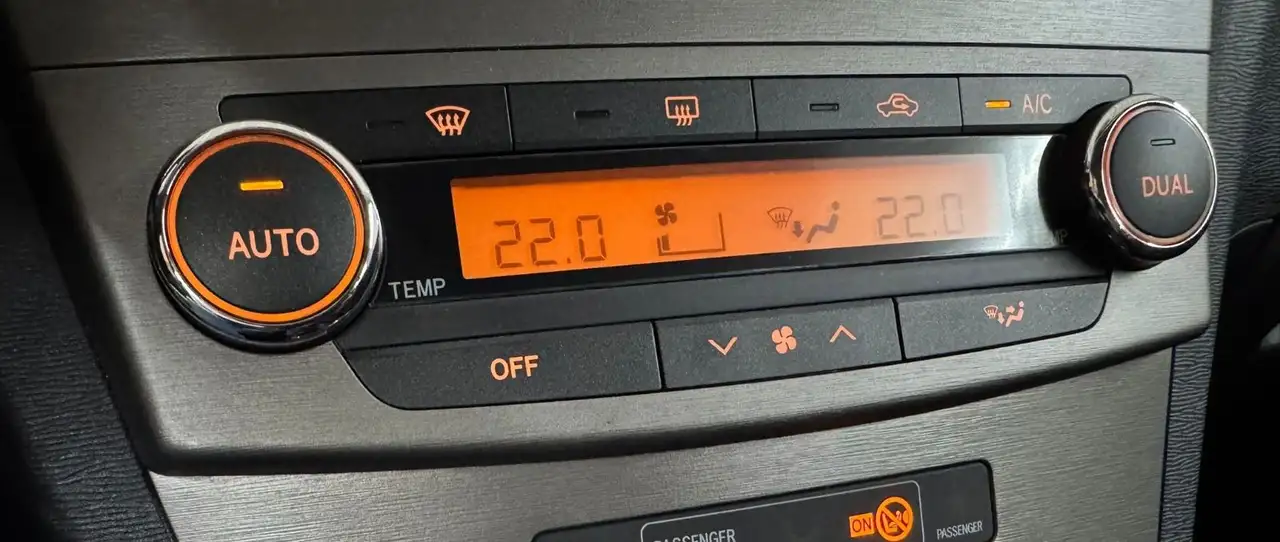 A/C
AUTO
DUAL
22.0
22.0
TEMP
OFF
ON
PASSENGER
PASSENGER